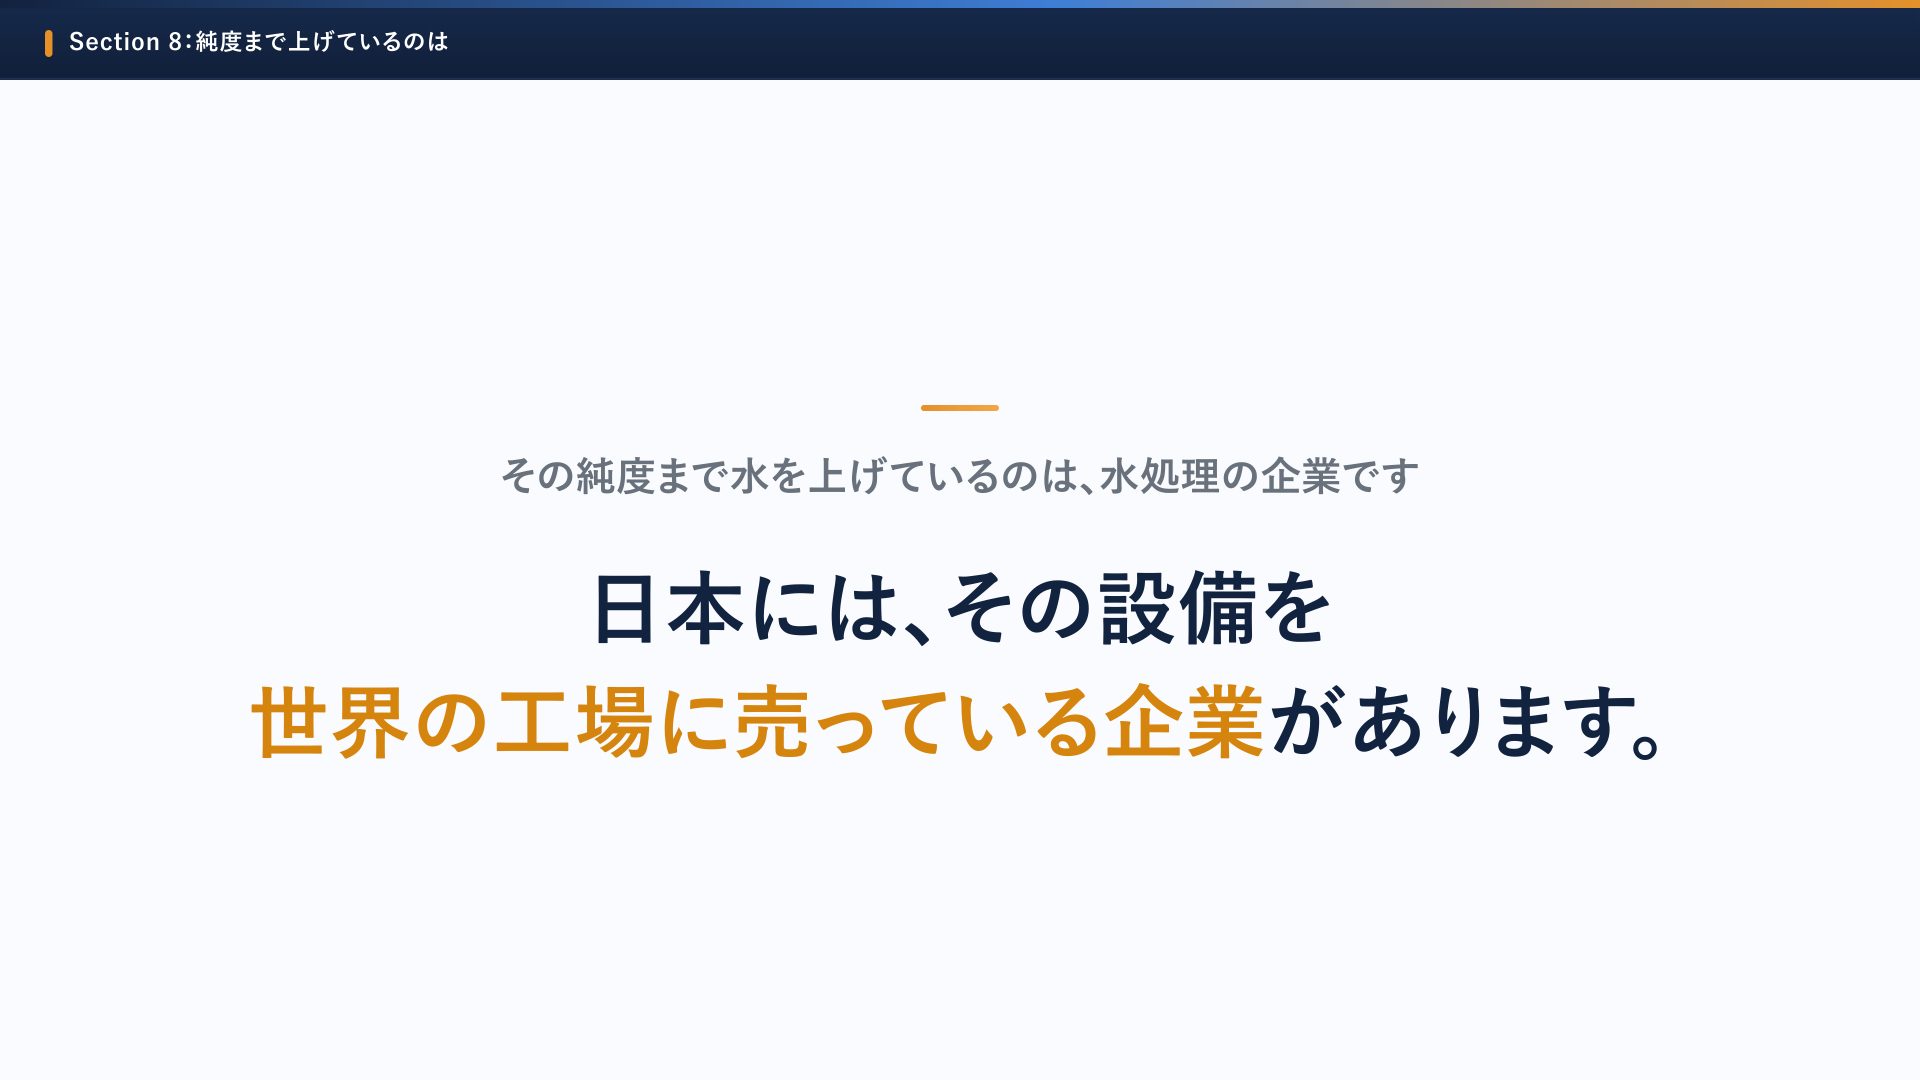 Section 8：純度まで上げているのは
その純度まで水を上げているのは、水処理の企業です
日本には、その設備を
世界の工場に売っている企業があります。